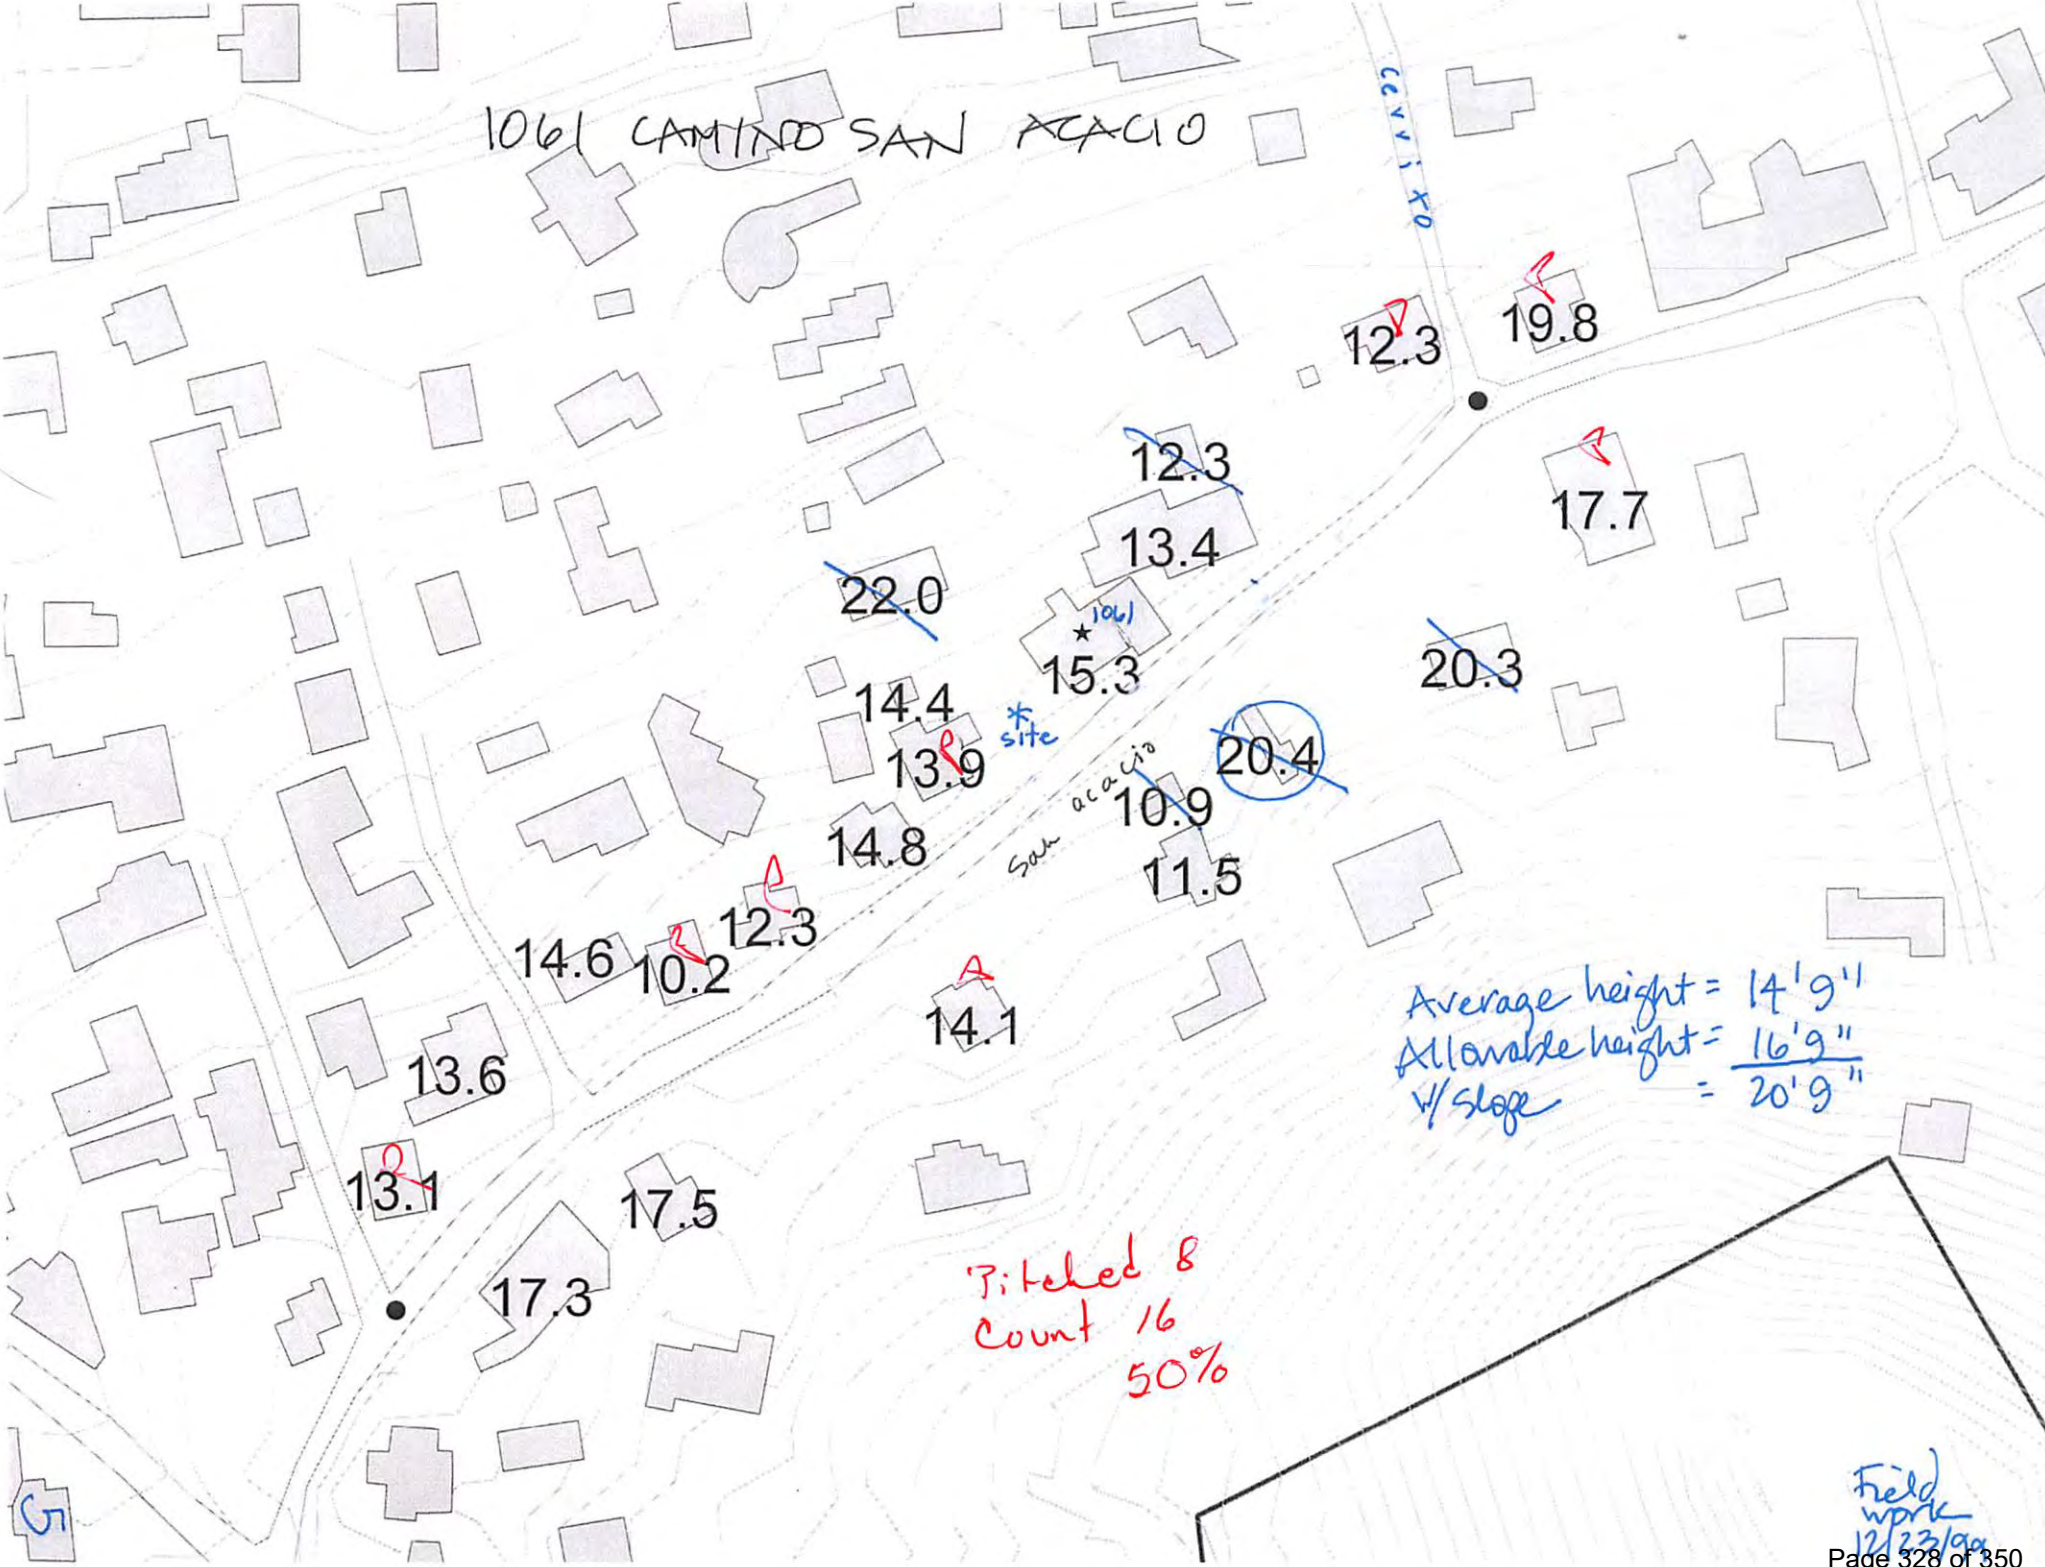 1061 CAMINO SAN ACACIO
Cerrito
12.3
19.8
12.3
17.7
13.4
22.0
1061
★
15.3
20.3
14.4
*
site
13.9
20.4
san acacio
10.9
14.8
11.5
12.3
14.6
10.2
14.1
13.6
Average height = 14'9"
Allowable height = 16'9"
w/ slope = 20'9"
13.1
17.5
17.3
Pitched 8
Count 16
50%
5
Field
work
Page 328 of 350